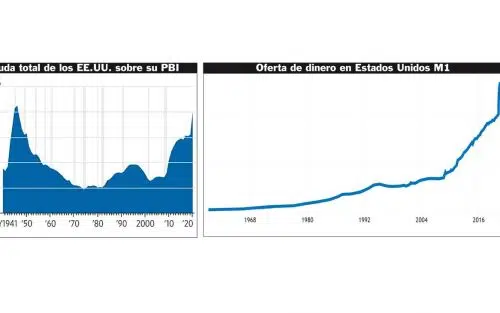 uda total de los EE.UU. sobre su PBI
1941 '50 '60 '70 '80 '90 2000 '10 '20
Oferta de dinero en Estados Unidos M1
1968 1980 1992 2004 2016